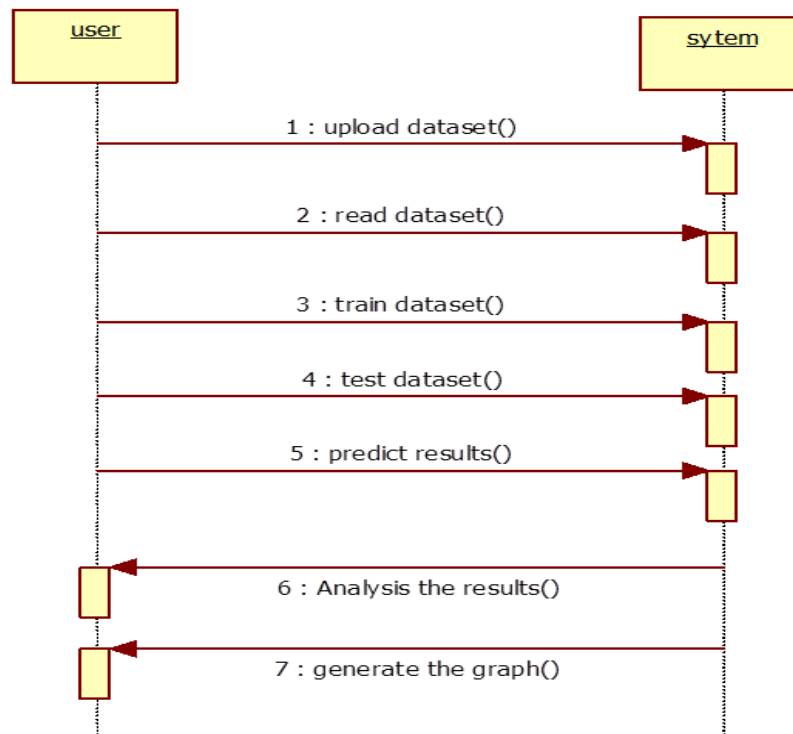 user
sytem
1 : upload dataset()
2 : read dataset()
3 : train dataset()
4 : test dataset()
5 : predict results()
6 : Analysis the results()
7 : generate the graph()